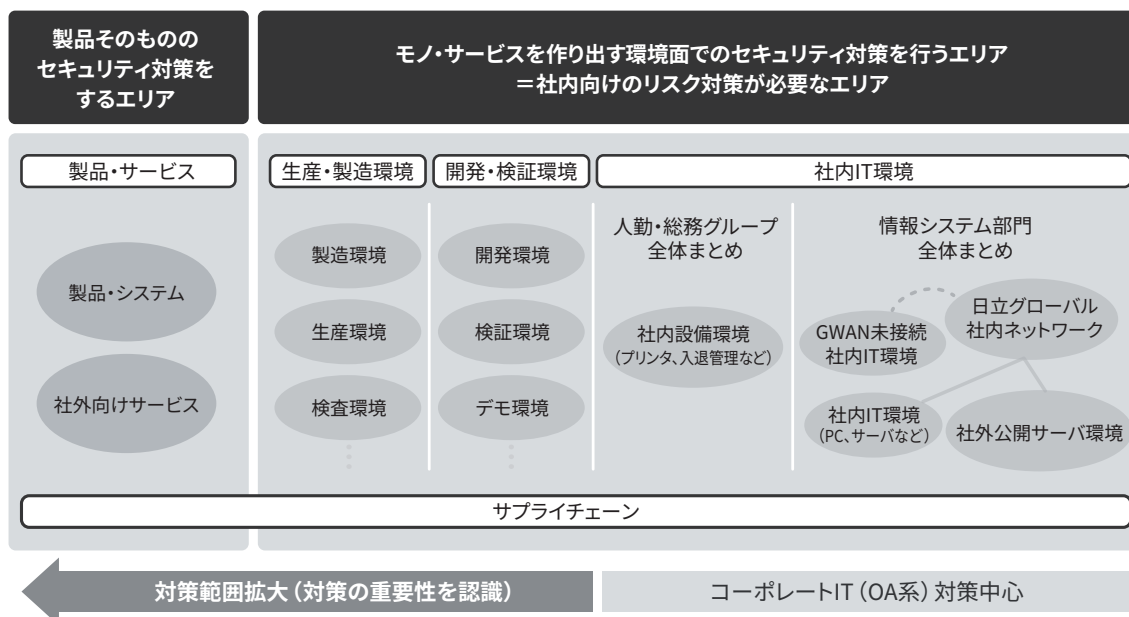 製品そのものの
セキュリティ対策を
するエリア
モノ・サービスを作り出す環境面でのセキュリティ対策を行うエリア
＝社内向けのリスク対策が必要なエリア
製品・サービス
製品・システム
社外向けサービス
生産・製造環境
製造環境
生産環境
検査環境
開発・検証環境
開発環境
検証環境
デモ環境
社内IT環境
人勤・総務グループ
全体まとめ
社内設備環境
（プリンタ、入退管理など）
情報システム部門
全体まとめ
GWAN未接続
社内IT環境
日立グローバル
社内ネットワーク
社内IT環境
（PC、サーバなど）
社外公開サーバ環境
サプライチェーン
対策範囲拡大（対策の重要性を認識）
コーポレートIT（OA系）対策中心